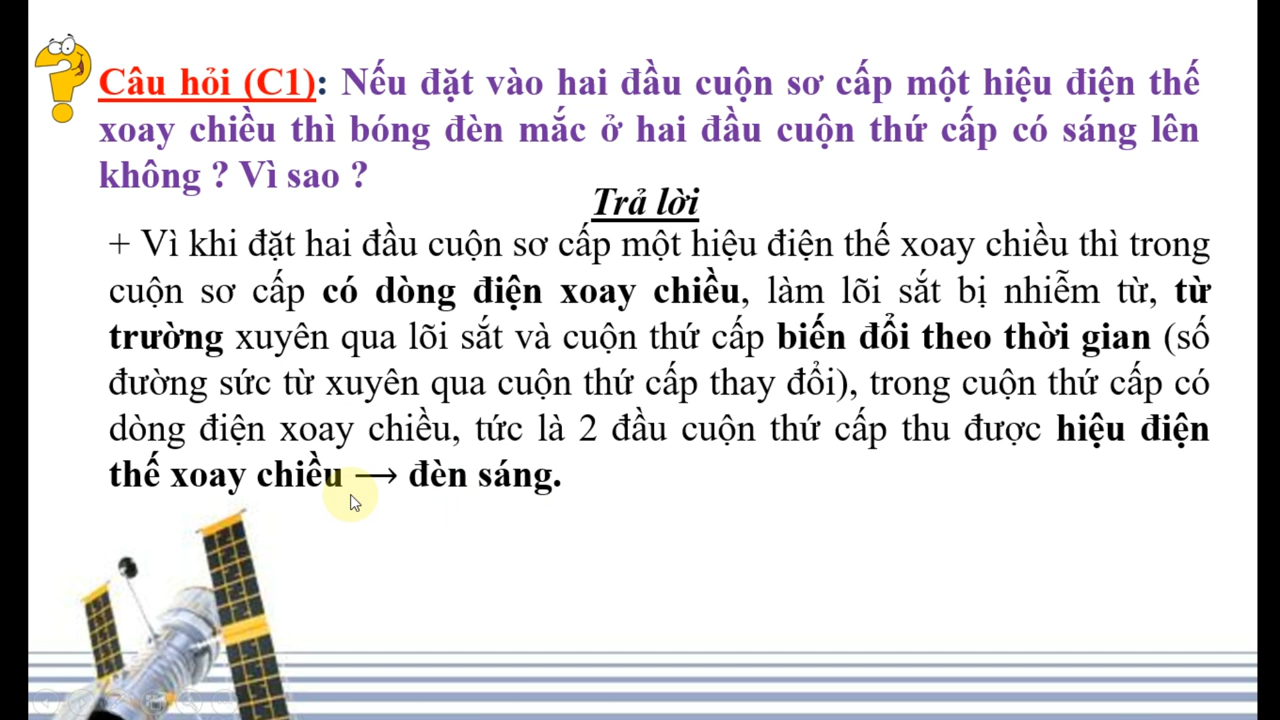 Câu hỏi (C1): Nếu đặt vào hai đầu cuộn sơ cấp một hiệu điện thế
xoay chiều thì bóng đèn mắc ở hai đầu cuộn thứ cấp có sáng lên
không ? Vì sao ?
Trả lời
+ Vì khi đặt hai đầu cuộn sơ cấp một hiệu điện thế xoay chiều thì trong
cuộn sơ cấp có dòng điện xoay chiều, làm lõi sắt bị nhiễm từ, từ
trường xuyên qua lõi sắt và cuộn thứ cấp biến đổi theo thời gian (số
đường sức từ xuyên qua cuộn thứ cấp thay đổi), trong cuộn thứ cấp có
dòng điện xoay chiều, tức là 2 đầu cuộn thứ cấp thu được hiệu điện
thế xoay chiều ⟶ đèn sáng.